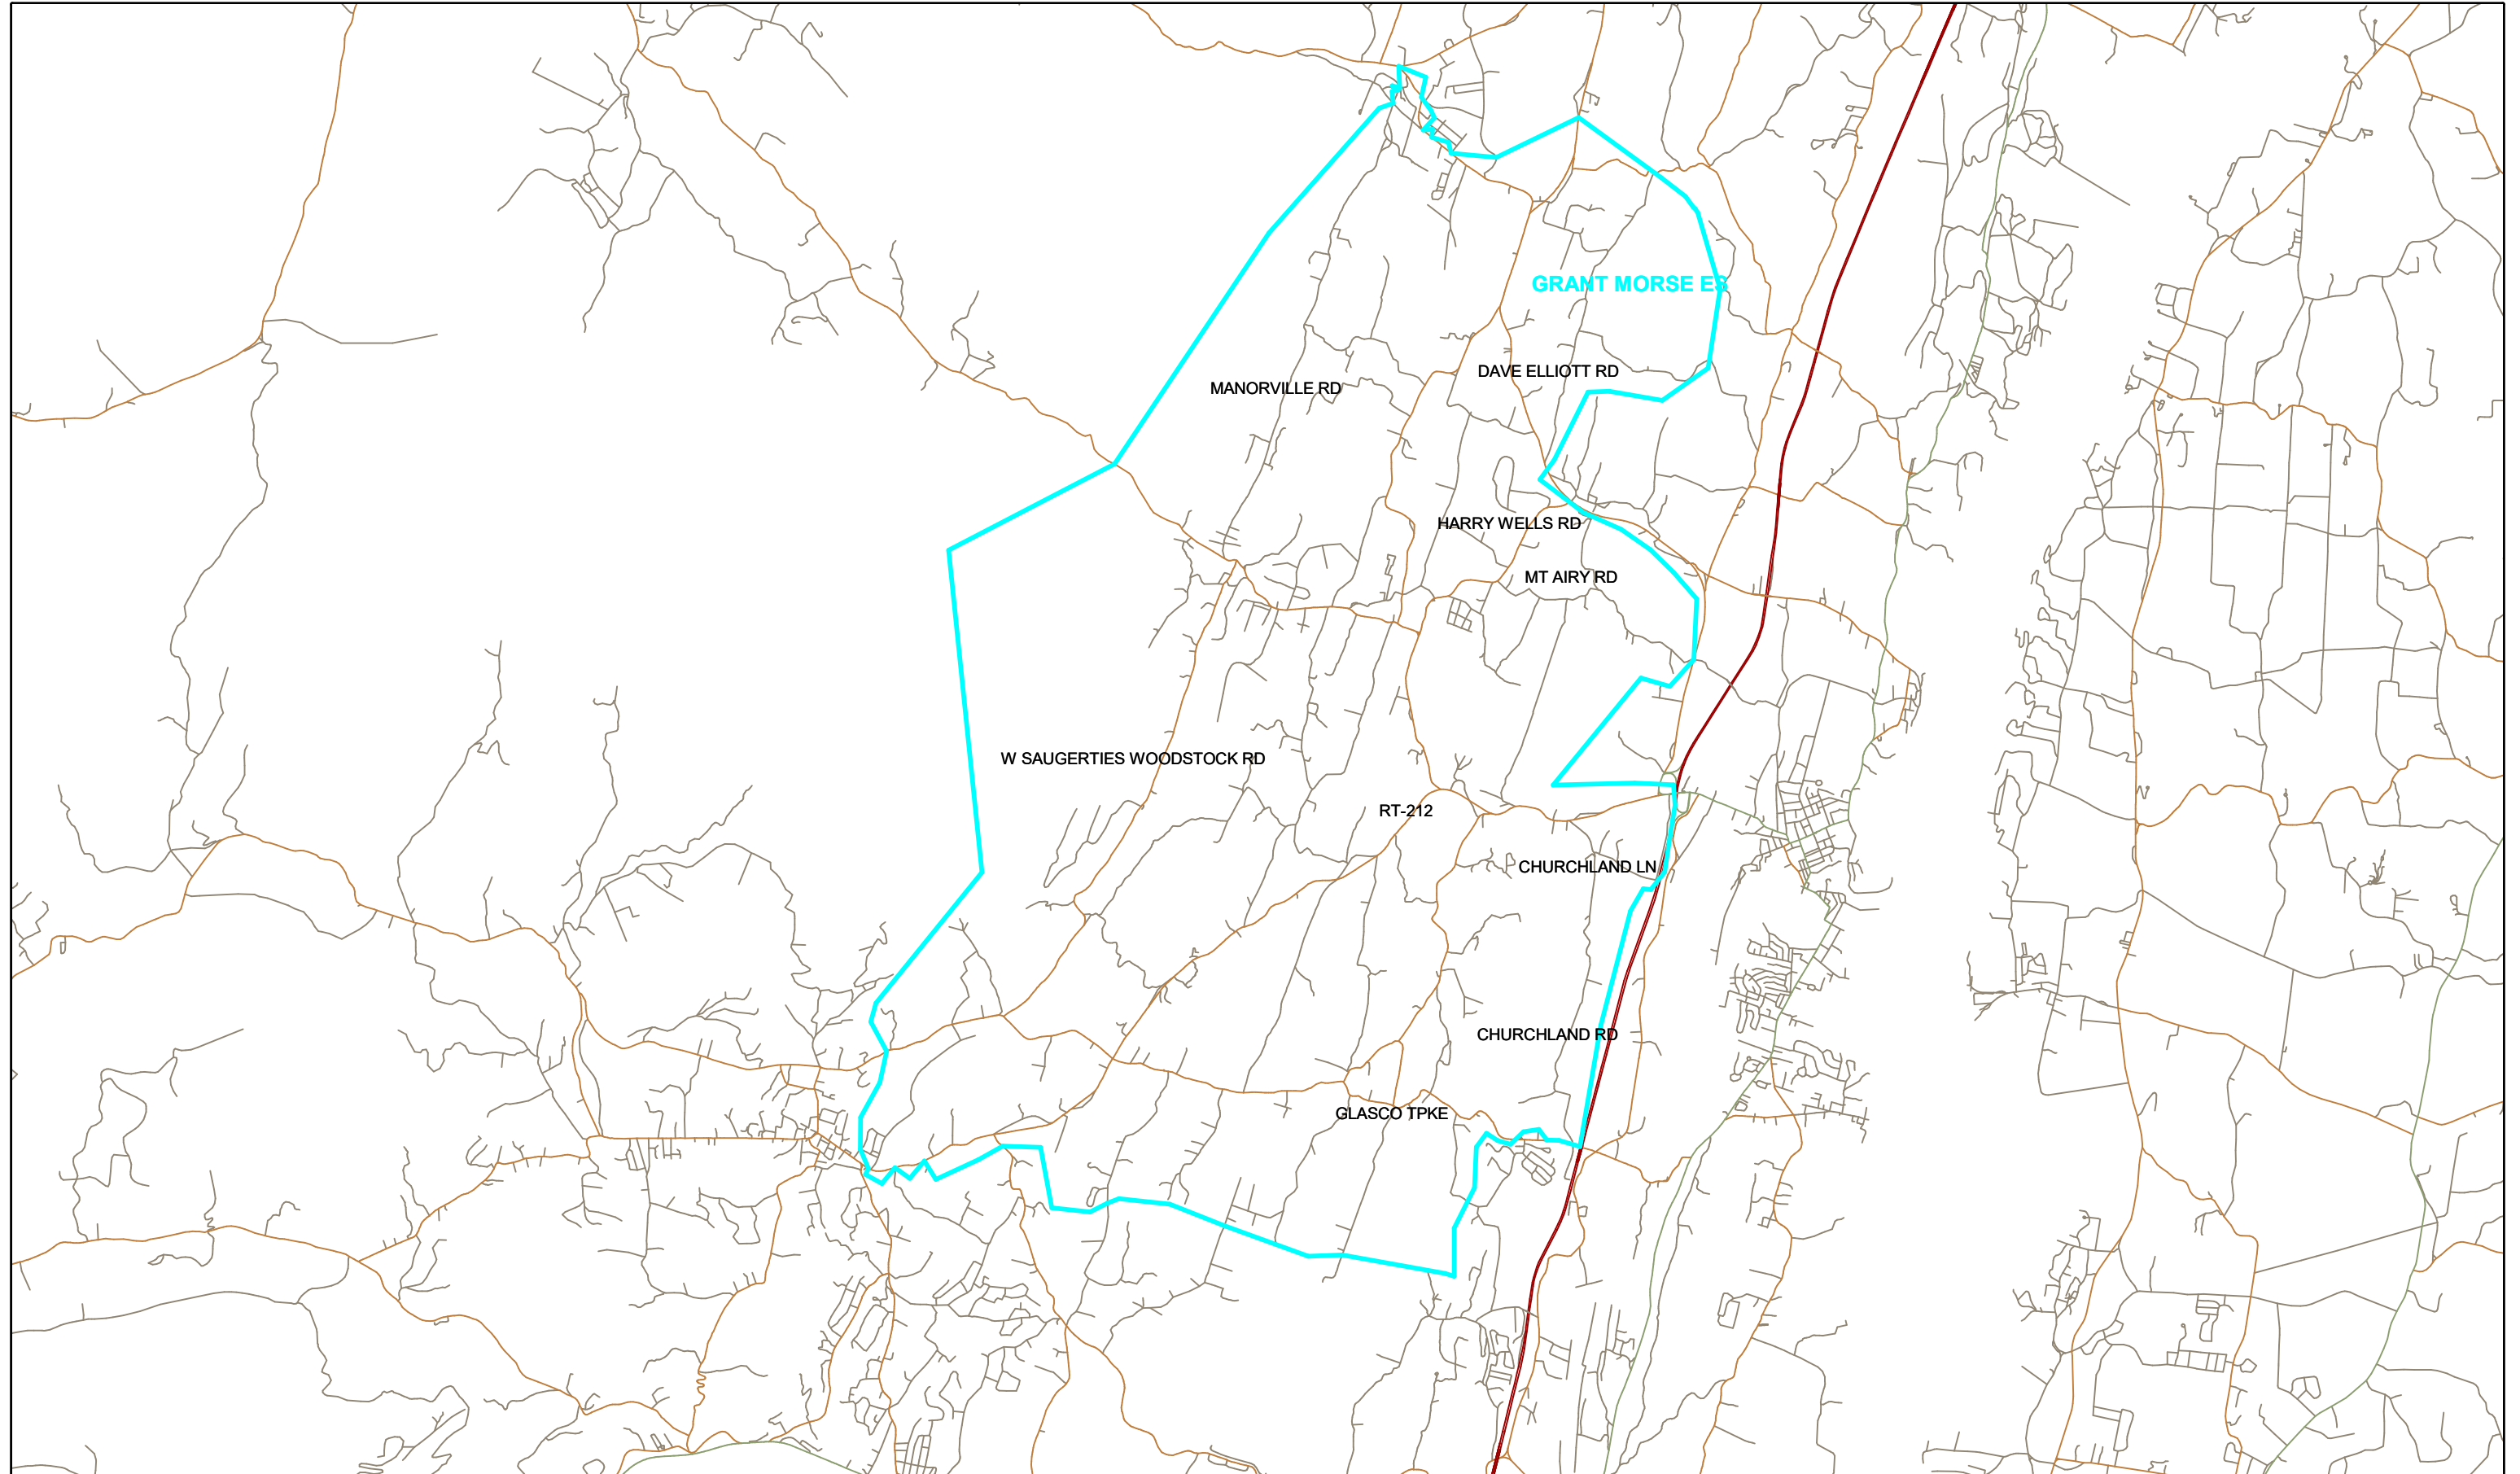 GRANT MORSE ES
DAVE ELLIOTT RD
MANORVILLE RD
HARRY WELLS RD
MT AIRY RD
W SAUGERTIES WOODSTOCK RD
RT-212
CHURCHLAND LN
CHURCHLAND RD
GLASCO TPKE